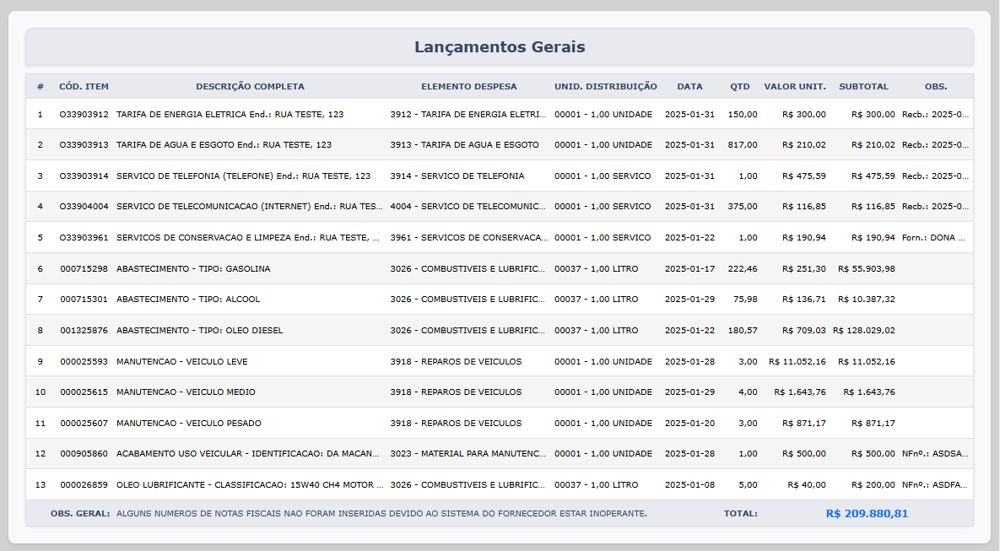 Lançamentos Gerais
# CÓD. ITEM DESCRIÇÃO COMPLETA ELEMENTO DESPESA UNID. DISTRIBUIÇÃO DATA QTD VALOR UNIT. SUBTOTAL OBS.
1 O33903912 TARIFA DE ENERGIA ELETRICA End.: RUA TESTE, 123 3912 - TARIFA DE ENERGIA ELETRI... 00001 - 1,00 UNIDADE 2025-01-31 150,00 R$ 300,00 R$ 300,00 Recb.: 2025-0...
2 O33903913 TARIFA DE AGUA E ESGOTO End.: RUA TESTE, 123 3913 - TARIFA DE AGUA E ESGOTO 00001 - 1,00 UNIDADE 2025-01-31 817,00 R$ 210,02 R$ 210,02 Recb.: 2025-0...
3 O33903914 SERVICO DE TELEFONIA (TELEFONE) End.: RUA TESTE, 123 3914 - SERVICO DE TELEFONIA 00001 - 1,00 SERVICO 2025-01-31 1,00 R$ 475,59 R$ 475,59 Recb.: 2025-0...
4 O33904004 SERVICO DE TELECOMUNICACAO (INTERNET) End.: RUA TES... 4004 - SERVICO DE TELECOMUNIC... 00001 - 1,00 SERVICO 2025-01-31 375,00 R$ 116,85 R$ 116,85 Recb.: 2025-0...
5 O33903961 SERVICOS DE CONSERVACAO E LIMPEZA End.: RUA TESTE, ... 3961 - SERVICOS DE CONSERVACA... 00001 - 1,00 SERVICO 2025-01-22 1,00 R$ 190,94 R$ 190,94 Forn.: DONA ...
6 000715298 ABASTECIMENTO - TIPO: GASOLINA 3026 - COMBUSTIVEIS E LUBRIFIC... 00037 - 1,00 LITRO 2025-01-17 222,46 R$ 251,30 R$ 55.903,98
7 000715301 ABASTECIMENTO - TIPO: ALCOOL 3026 - COMBUSTIVEIS E LUBRIFIC... 00037 - 1,00 LITRO 2025-01-29 75,98 R$ 136,71 R$ 10.387,32
8 001325876 ABASTECIMENTO - TIPO: OLEO DIESEL 3026 - COMBUSTIVEIS E LUBRIFIC... 00037 - 1,00 LITRO 2025-01-22 180,57 R$ 709,03 R$ 128.029,02
9 000025593 MANUTENCAO - VEICULO LEVE 3918 - REPAROS DE VEICULOS 00001 - 1,00 UNIDADE 2025-01-28 3,00 R$ 11.052,16 R$ 11.052,16
10 000025615 MANUTENCAO - VEICULO MEDIO 3918 - REPAROS DE VEICULOS 00001 - 1,00 UNIDADE 2025-01-29 4,00 R$ 1.643,76 R$ 1.643,76
11 000025607 MANUTENCAO - VEICULO PESADO 3918 - REPAROS DE VEICULOS 00001 - 1,00 UNIDADE 2025-01-20 3,00 R$ 871,17 R$ 871,17
12 000905860 ACABAMENTO USO VEICULAR - IDENTIFICACAO: DA MACAN... 3023 - MATERIAL PARA MANUTENC... 00001 - 1,00 UNIDADE 2025-01-28 1,00 R$ 500,00 R$ 500,00 NFnº.: ASDSA...
13 000026859 OLEO LUBRIFICANTE - CLASSIFICACAO: 15W40 CH4 MOTOR ... 3026 - COMBUSTIVEIS E LUBRIFIC... 00037 - 1,00 LITRO 2025-01-08 5,00 R$ 40,00 R$ 200,00 NFnº.: ASDFA...
OBS. GERAL: ALGUNS NUMEROS DE NOTAS FISCAIS NAO FORAM INSERIDAS DEVIDO AO SISTEMA DO FORNECEDOR ESTAR INOPERANTE. TOTAL: R$ 209.880,81